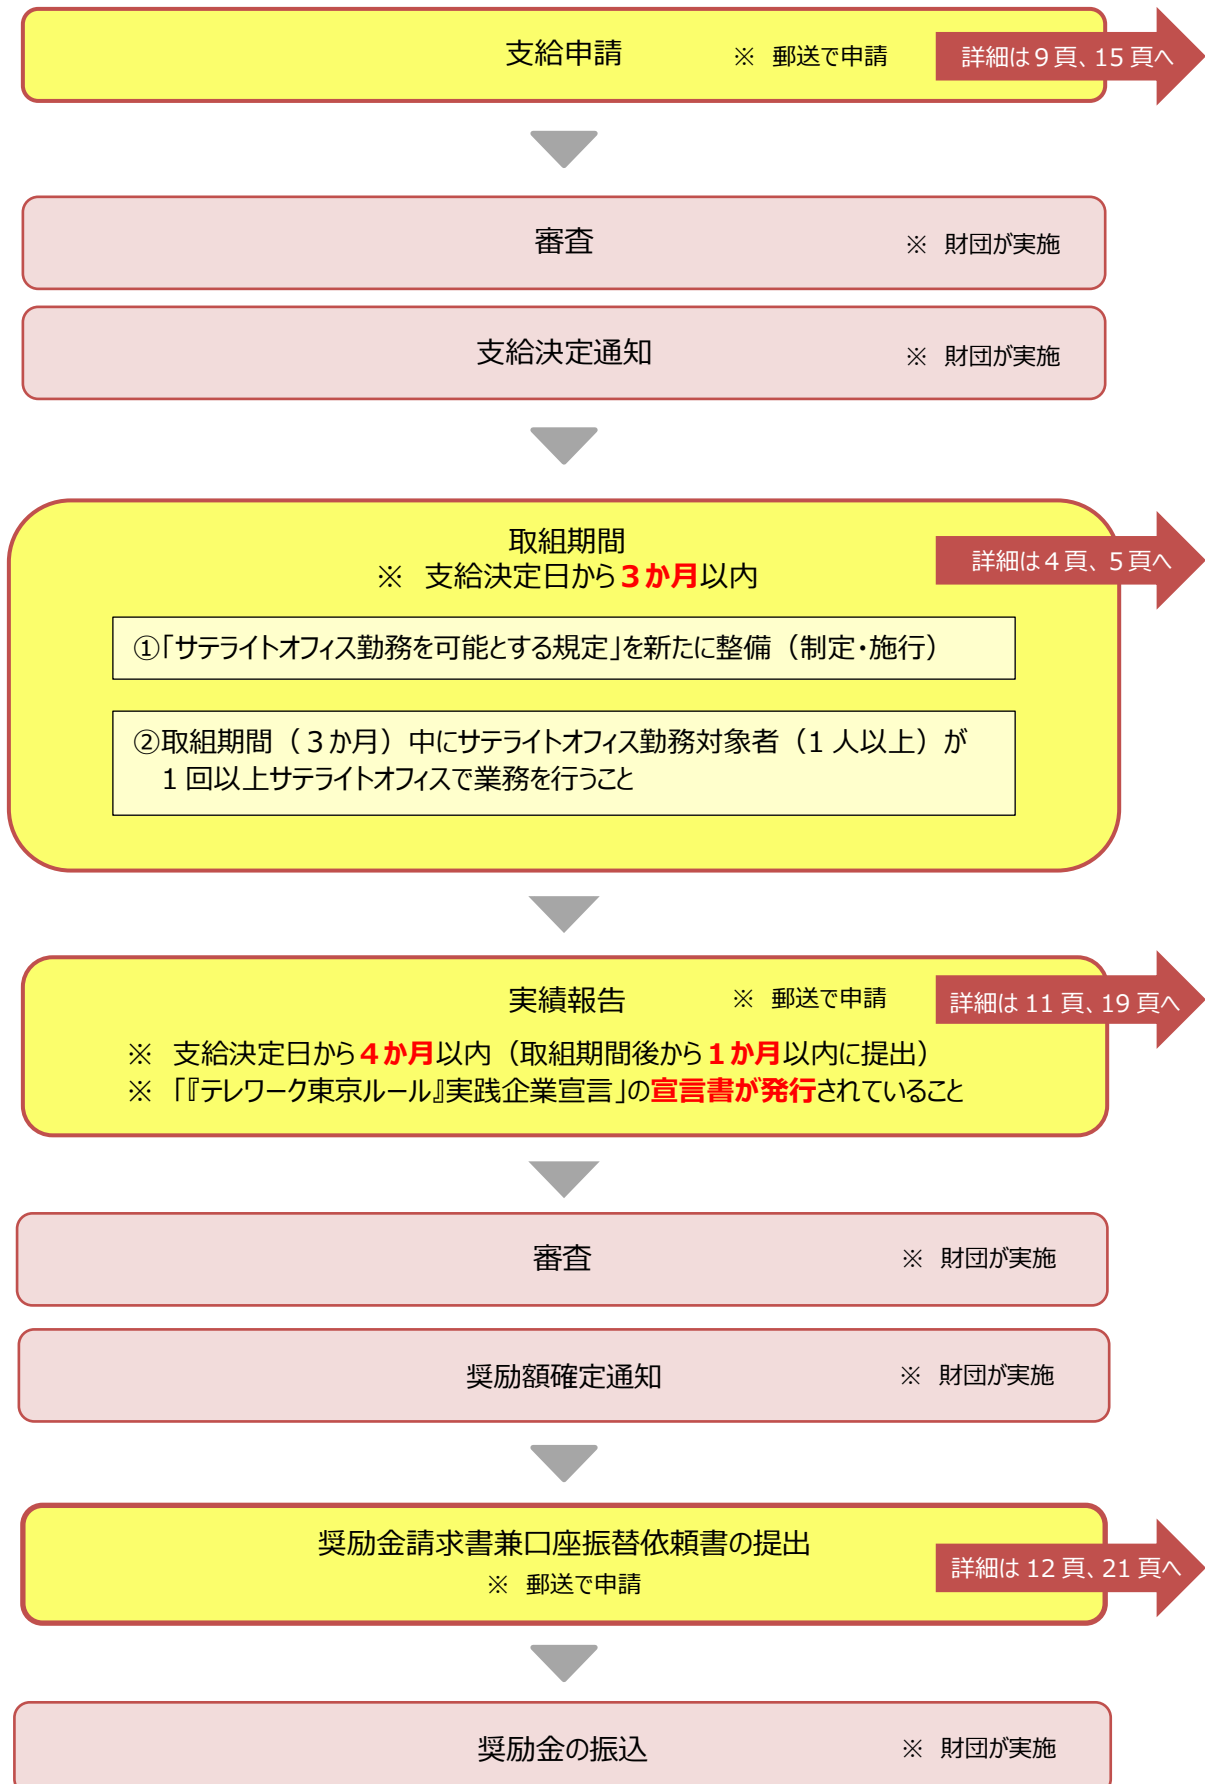 支給申請　※　郵送で申請
詳細は９頁、15 頁へ
審査　※　財団が実施
支給決定通知　※　財団が実施
取組期間
※　支給決定日から３か月以内
詳細は４頁、５頁へ
①「サテライトオフィス勤務を可能とする規定」を新たに整備（制定・施行）
②取組期間（３か月）中にサテライトオフィス勤務対象者（１人以上）が
１回以上サテライトオフィスで業務を行うこと
実績報告　※　郵送で申請
詳細は 11 頁、19 頁へ
※　支給決定日から４か月以内（取組期間後から１か月以内に提出）
※　「『テレワーク東京ルール』実践企業宣言」の宣言書が発行されていること
審査　※　財団が実施
奨励額確定通知　※　財団が実施
奨励金請求書兼口座振替依頼書の提出
※　郵送で申請
詳細は 12 頁、21 頁へ
奨励金の振込　※　財団が実施